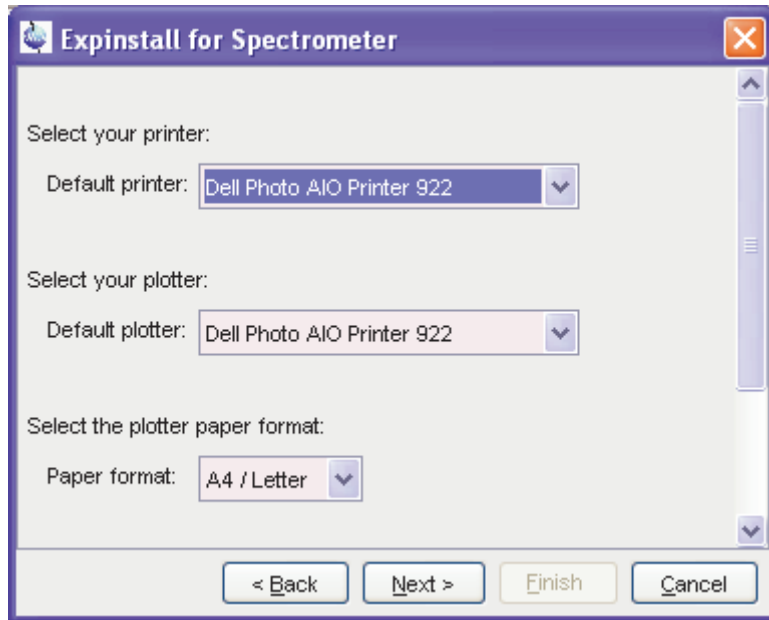 Expinstall for Spectrometer
Select your printer:
Default printer: Dell Photo AIO Printer 922
Select your plotter:
Default plotter: Dell Photo AIO Printer 922
Select the plotter paper format:
Paper format: A4 / Letter
< Back Next > Finish Cancel